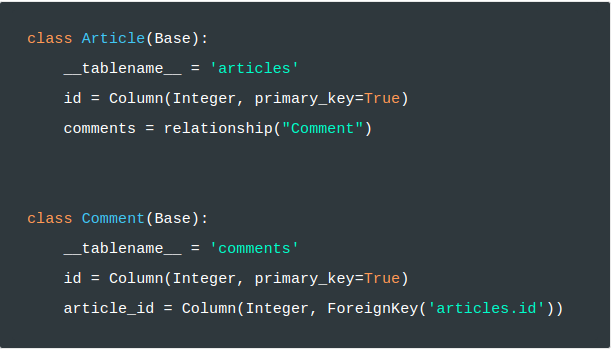 class Article(Base):
    __tablename__ = 'articles'
    id = Column(Integer, primary_key=True)
    comments = relationship("Comment")
class Comment(Base):
    __tablename__ = 'comments'
    id = Column(Integer, primary_key=True)
    article_id = Column(Integer, ForeignKey('articles.id'))